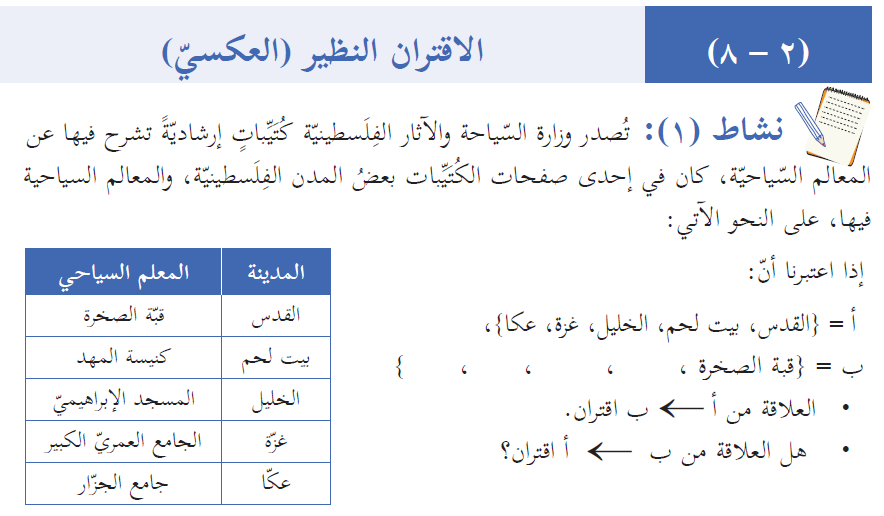 (٢ – ٨)
الاقتران النظير (العكسيّ)
نشاط (١): تُصدر وزارة السّياحة والآثار الفِلَسطينيّة كُتَيِّباتٍ إرشاديّةً تشرح فيها عن
المعالم السّياحيّة، كان في إحدى صفحات الكُتَيِّبات بعضُ المدن الفِلَسطينيّة، والمعالم السياحية
فيها، على النحو الآتي:
إذا اعتبرنا أنّ:
أ = {القدس، بيت لحم، الخليل، غزة، عكا}،
ب = {قبة الصخرة ، ، ، ، }
• العلاقة من أ ⟵ ب اقتران.
• هل العلاقة من ب ⟵ أ اقتران؟
المدينة المعلم السياحي
القدس قبّة الصخرة
بيت لحم كنيسة المهد
الخليل المسجد الإبراهيميّ
غزّة الجامع العمريّ الكبير
عكّا جامع الجزّار